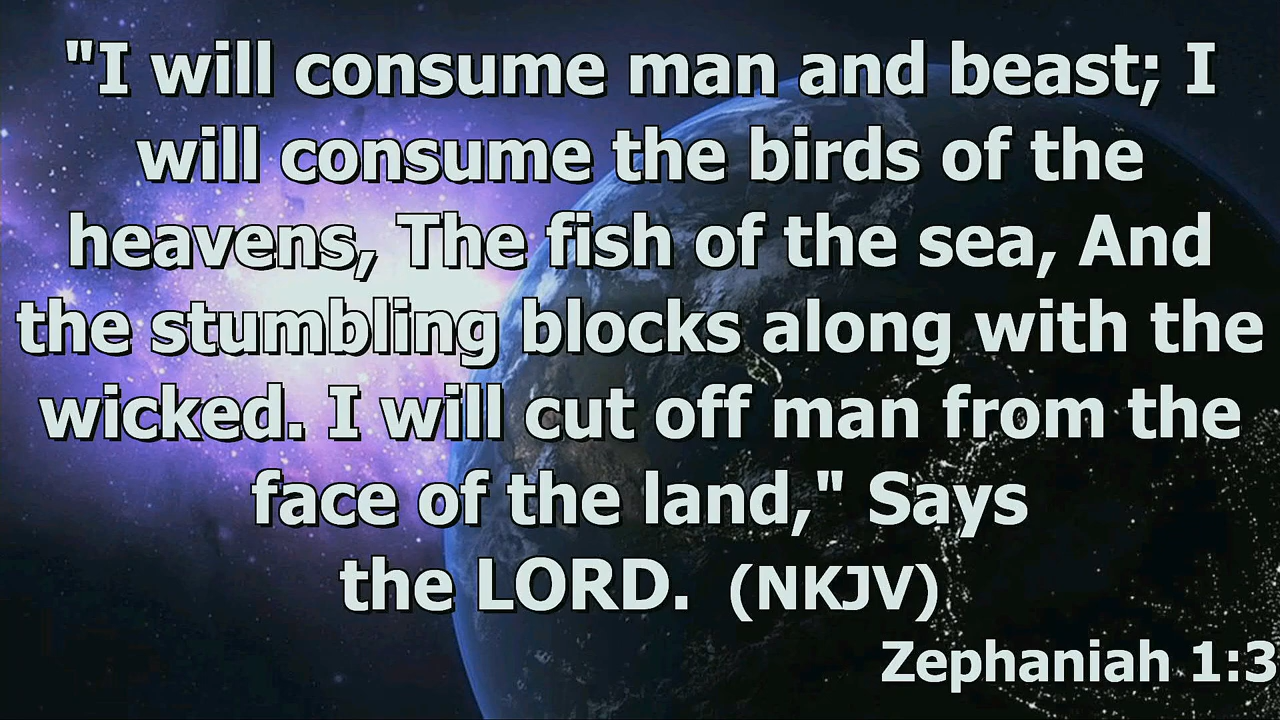 "I will consume man and beast; I
will consume the birds of the
heavens, The fish of the sea, And
the stumbling blocks along with the
wicked. I will cut off man from the
face of the land," Says
the LORD. (NKJV)
Zephaniah 1:3